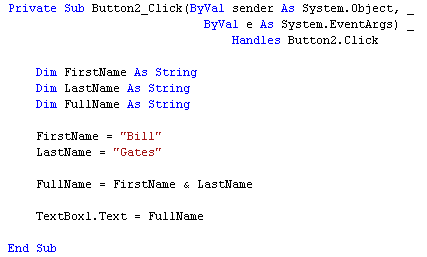 Private Sub Button2_Click(ByVal sender As System.Object, _
ByVal e As System.EventArgs) _
Handles Button2.Click
Dim FirstName As String
Dim LastName As String
Dim FullName As String
FirstName = "Bill"
LastName = "Gates"
FullName = FirstName & LastName
TextBox1.Text = FullName
End Sub